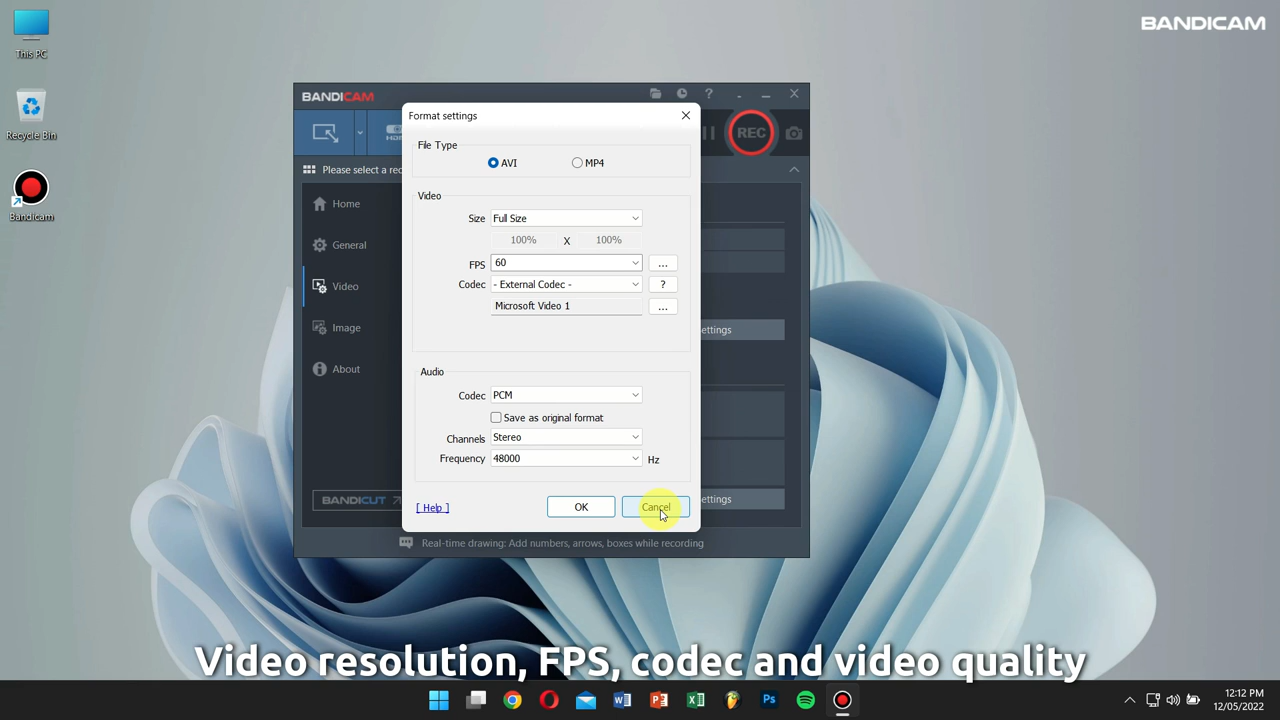 BANDICAM
This PC
Recycle Bin
Bandicam
BANDICAM
Format settings
File Type
AVI
MP4
REC
Please select a rec
Video
Size
Full Size
100% X 100%
FPS
60
...
Codec
- External Codec -
?
Microsoft Video 1
...
Home
General
Video
Image
About
ettings
Audio
Codec
PCM
Save as original format
Channels
Stereo
Frequency
48000
Hz
BANDICUT
ettings
[ Help ]
OK
Cancel
Real-time drawing: Add numbers, arrows, boxes while recording
Video resolution, FPS, codec and video quality
12:12 PM
12/05/2022